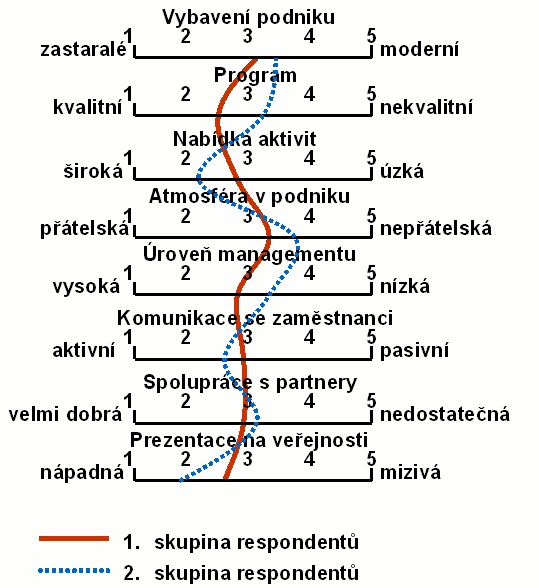 Vybavení podniku
1 2 3 4 5
zastaralé moderní
Program
1 2 3 4 5
kvalitní nekvalitní
Nabídka aktivit
1 2 3 4 5
široká úzká
Atmosféra v podniku
1 2 3 4 5
přátelská nepřátelská
Úroveň managementu
1 2 3 4 5
vysoká nízká
Komunikace se zaměstnanci
1 2 3 4 5
aktivní pasivní
Spolupráce s partnery
1 2 3 4 5
velmi dobrá nedostatečná
Prezentace na veřejnosti
1 2 3 4 5
nápadná mizivá
1. skupina respondentů
2. skupina respondentů